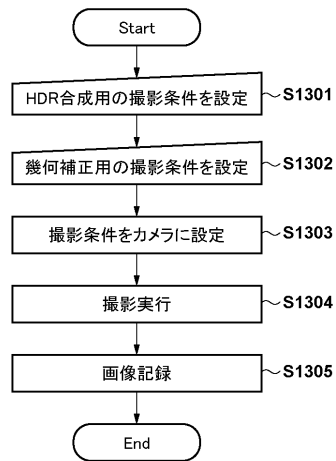 Start
HDR合成用の撮影条件を設定
S1301
幾何補正用の撮影条件を設定
S1302
撮影条件をカメラに設定
S1303
撮影実行
S1304
画像記録
S1305
End